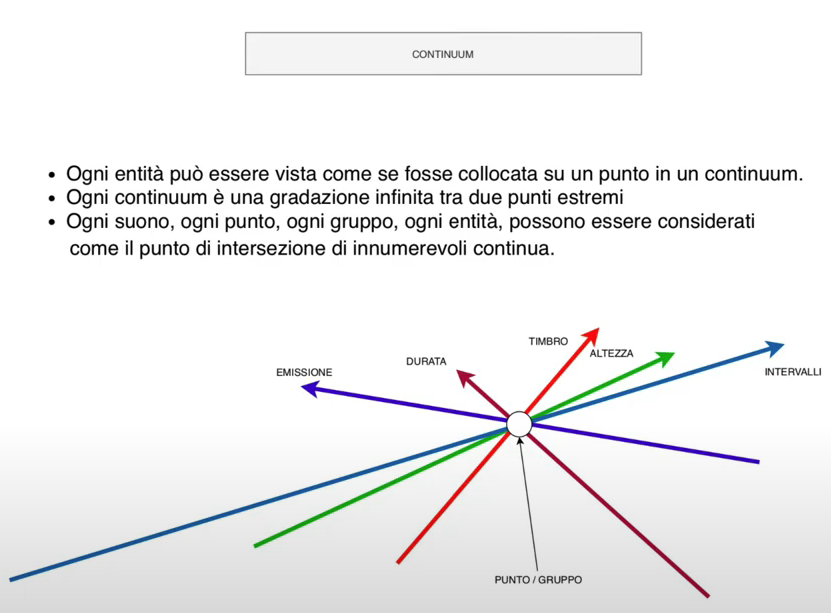 CONTINUUM
• Ogni entità può essere vista come se fosse collocata su un punto in un continuum.
• Ogni continuum è una gradazione infinita tra due punti estremi
• Ogni suono, ogni punto, ogni gruppo, ogni entità, possono essere considerati
come il punto di intersezione di innumerevoli continua.
TIMBRO
ALTEZZA
DURATA
EMISSIONE
INTERVALLI
PUNTO / GRUPPO